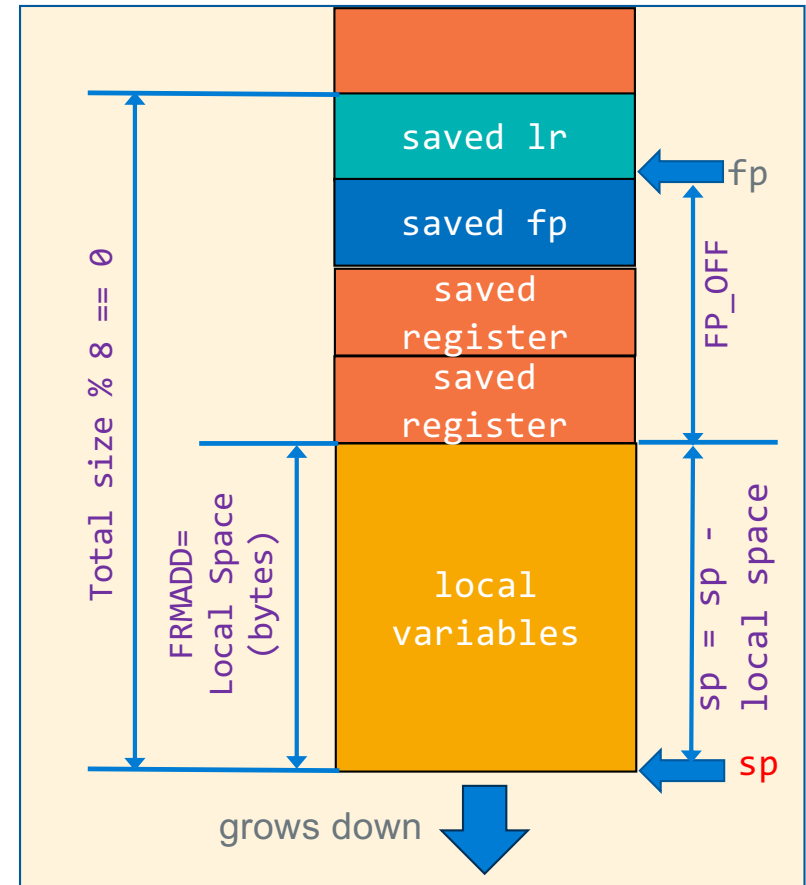 saved lr
fp
saved fp
saved
register
saved
register
FP_OFF
Total size % 8 == 0
FRMADD=
Local Space
(bytes)
local
variables
sp = sp -
local space
sp
grows down